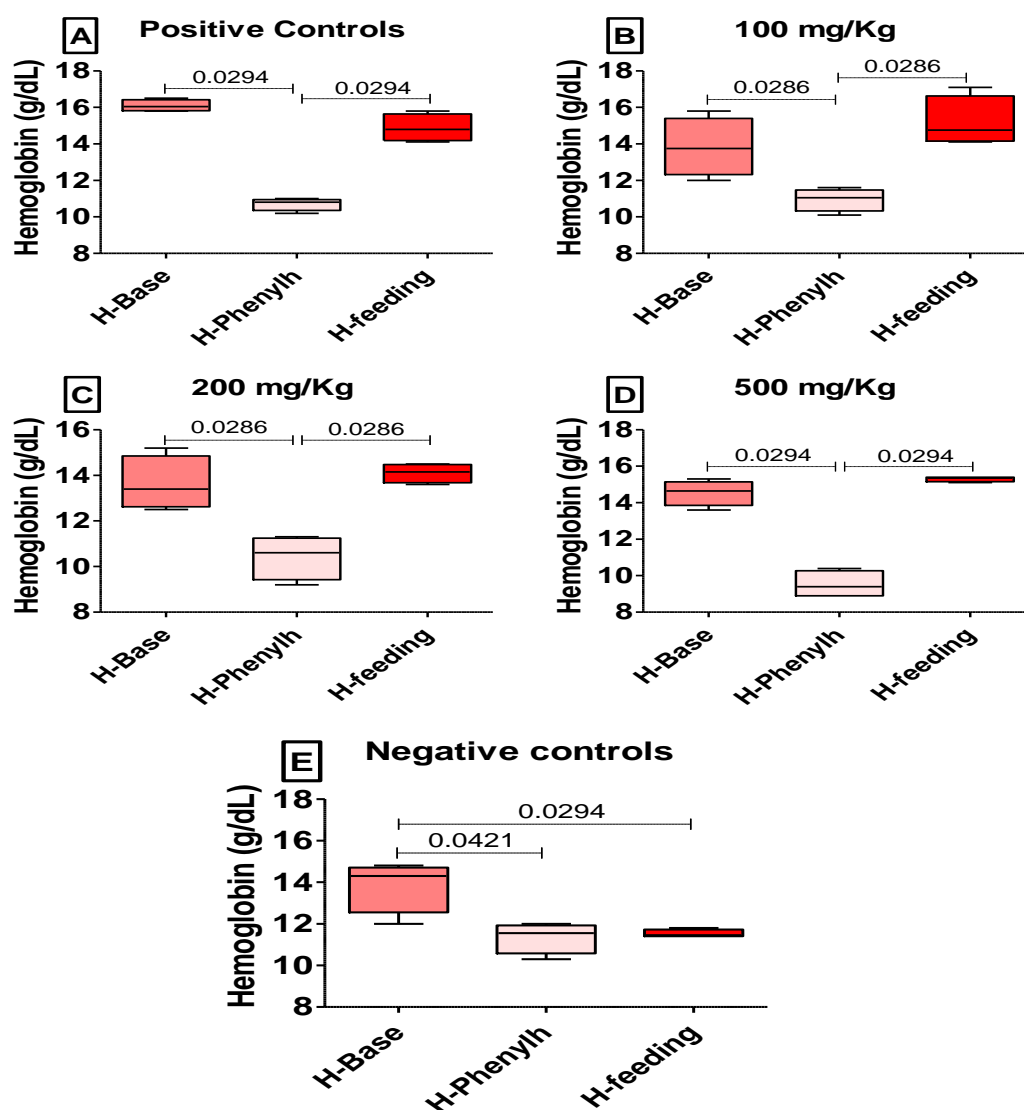 A Positive Controls
Hemoglobin (g/dL)
18
16
14
12
10
8
0.0294
0.0294
H-Base
H-Phenylh
H-feeding
B 100 mg/Kg
Hemoglobin (g/dL)
18
16
14
12
10
8
0.0286
0.0286
H-Base
H-Phenylh
H-feeding
C 200 mg/Kg
Hemoglobin (g/dL)
16
14
12
10
8
0.0286
0.0286
H-Base
H-Phenylh
H-feeding
D 500 mg/Kg
Hemoglobin (g/dL)
18
16
14
12
10
8
0.0294
0.0294
H-Base
H-Phenylh
H-feeding
E Negative controls
Hemoglobin (g/dL)
18
16
14
12
10
8
0.0294
0.0421
H-Base
H-Phenylh
H-feeding